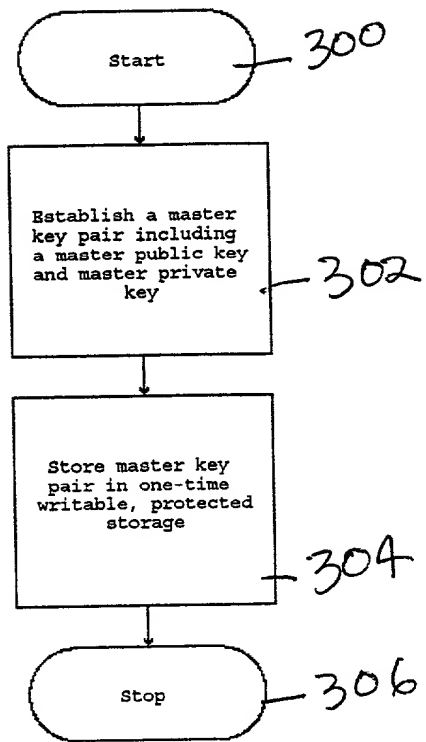 Start
300
Establish a master
key pair including
a master public key
and master private
key
302
Store master key
pair in one-time
writable, protected
storage
304
Stop
306